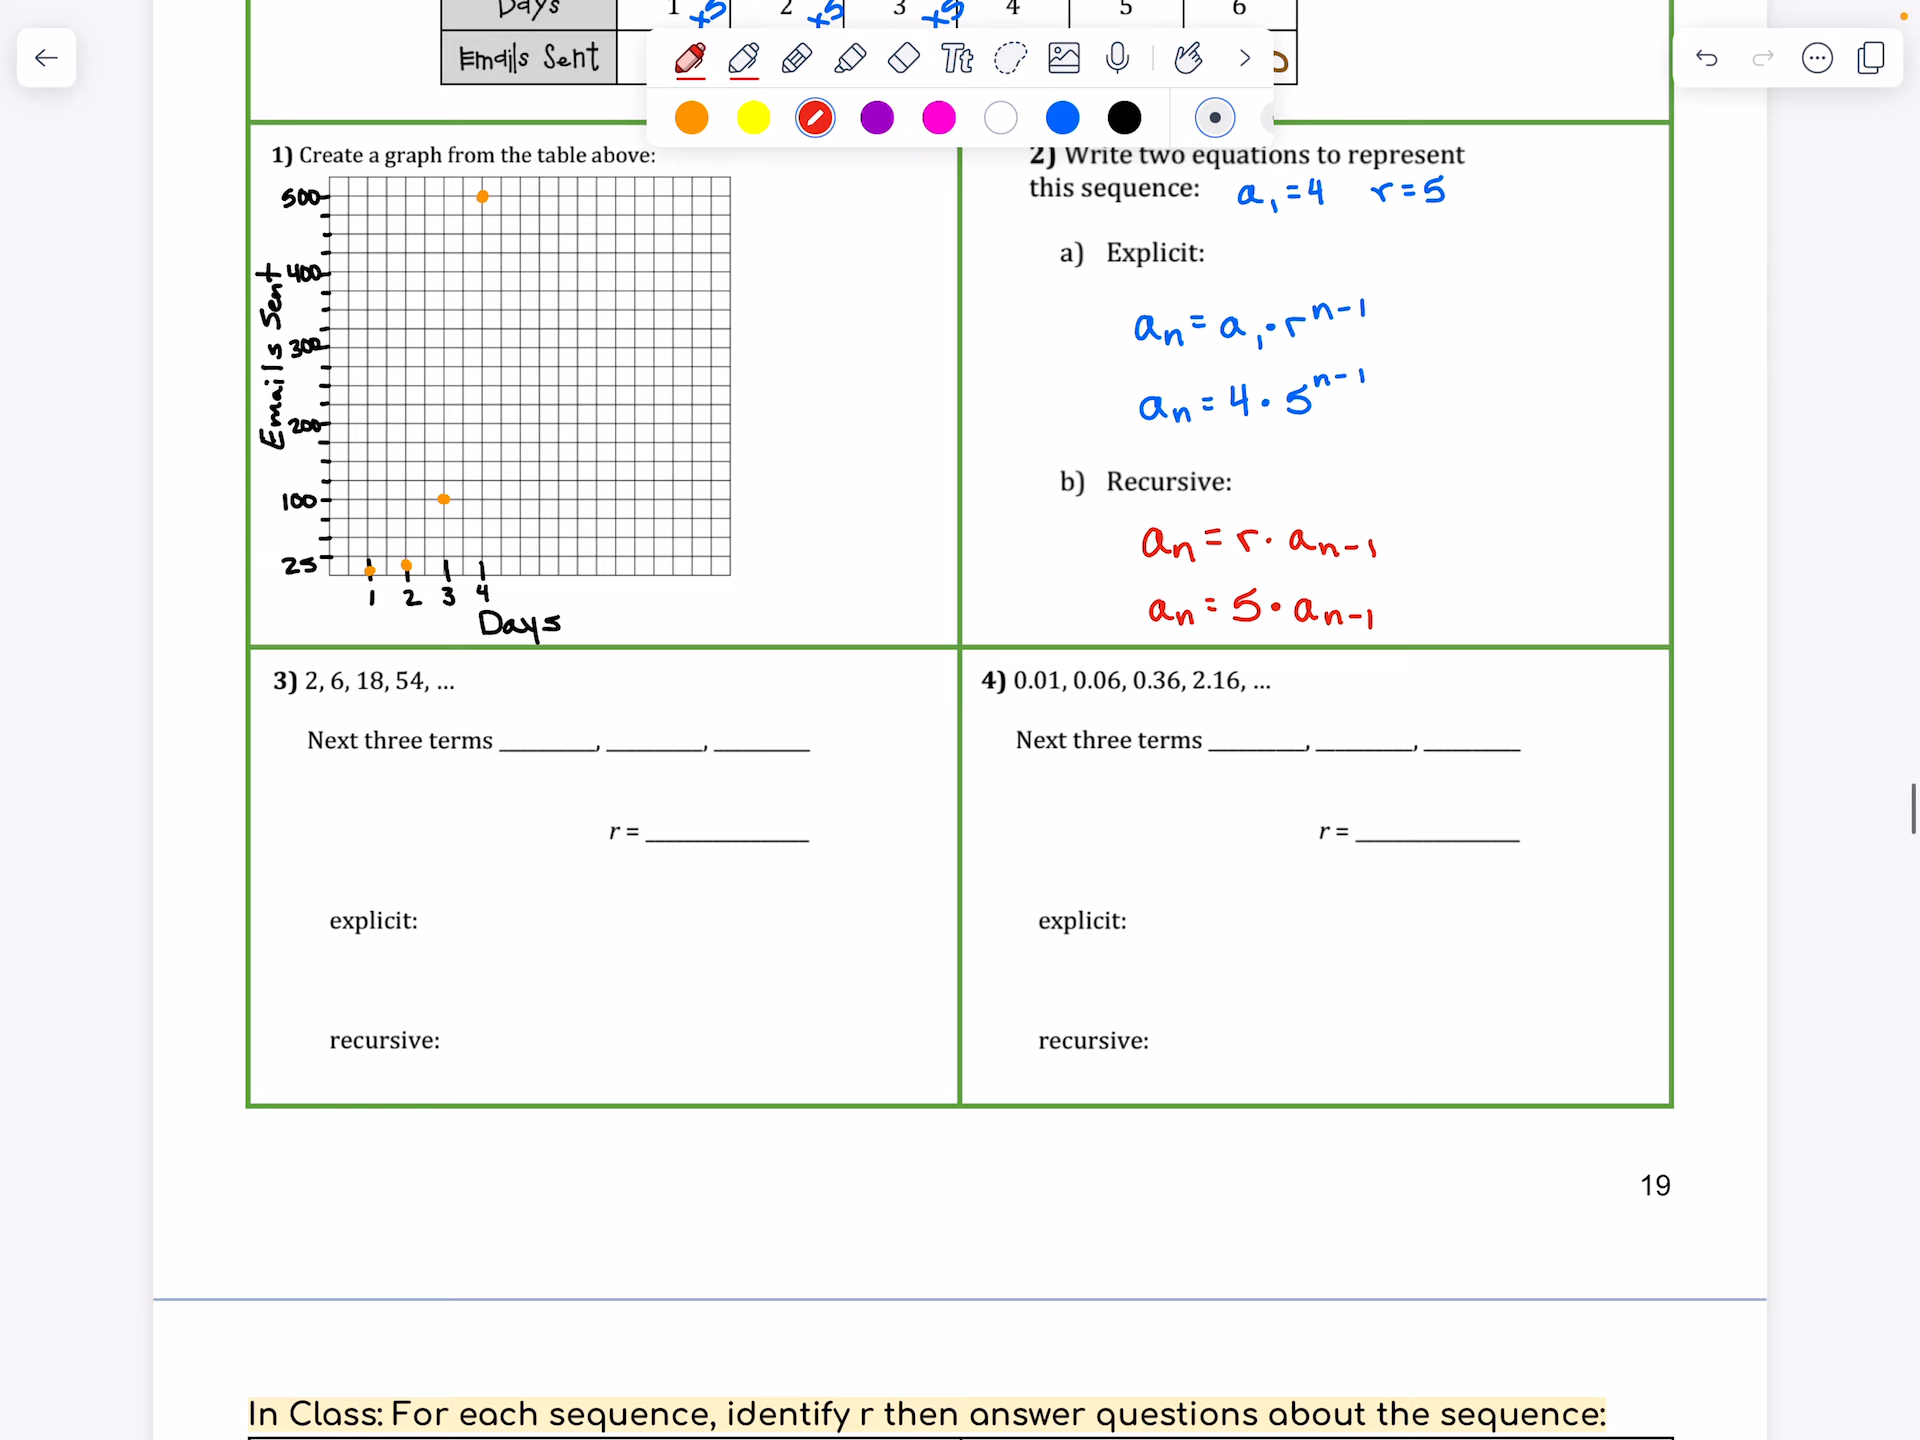 Days 1 2 3 4 5 6
x5 x5 x5
Emails Sent
Tt
1) Create a graph from the table above:
500
400
300
200
100
25
Emails Sent
1 2 3 4
Days
2) Write two equations to represent
this sequence: a₁ = 4 r = 5
a) Explicit:
aₙ = a₁ • rⁿ⁻¹
aₙ = 4 • 5ⁿ⁻¹
b) Recursive:
aₙ = r • aₙ₋₁
aₙ = 5 • aₙ₋₁
3) 2, 6, 18, 54, ...
Next three terms ________, ________, ________
r = ______________
explicit:
recursive:
4) 0.01, 0.06, 0.36, 2.16, ...
Next three terms ________, ________, ________
r = ______________
explicit:
recursive:
19
In Class: For each sequence, identify r then answer questions about the sequence: